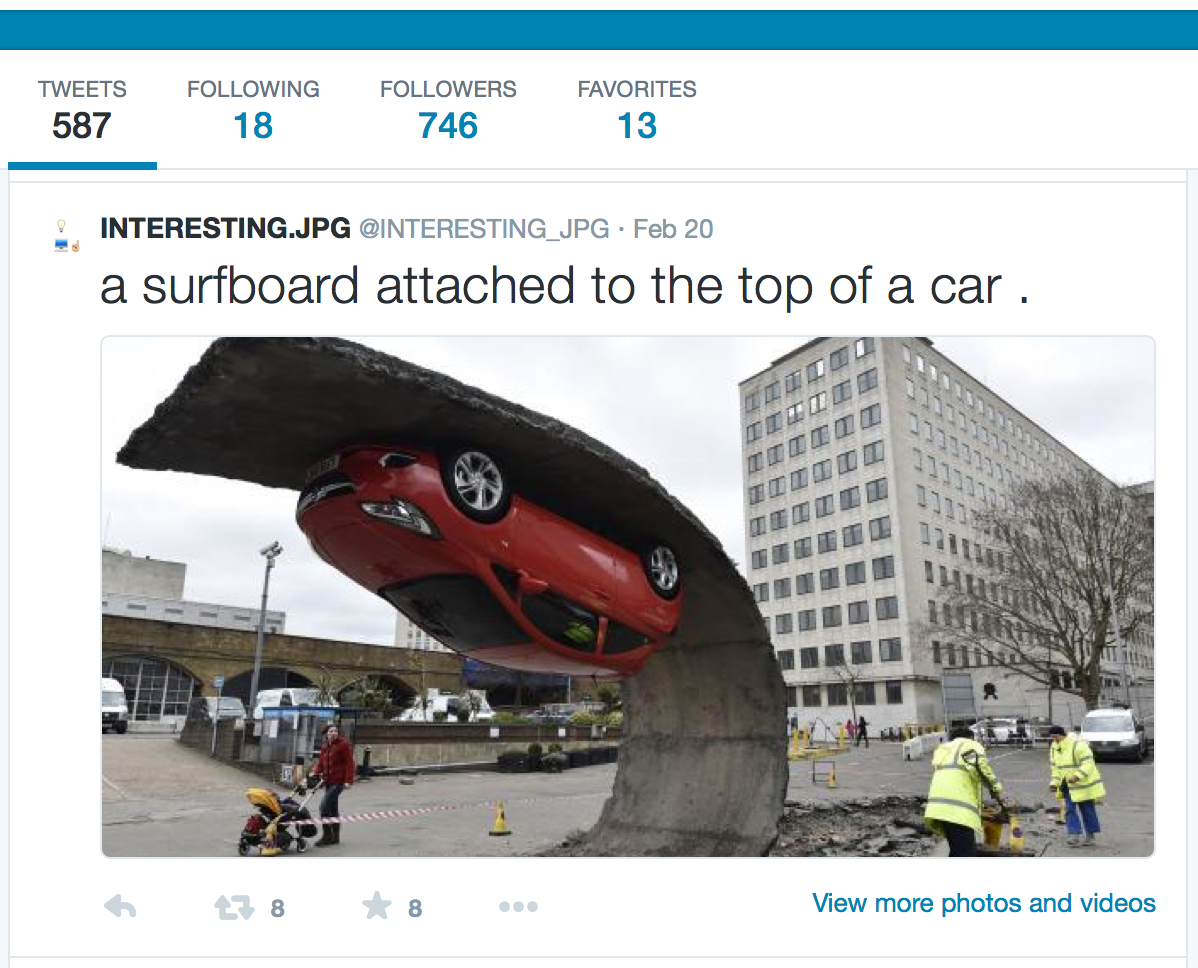 TWEETS FOLLOWING FOLLOWERS FAVORITES
587 18 746 13
INTERESTING.JPG @INTERESTING_JPG · Feb 20
a surfboard attached to the top of a car .
8 8
View more photos and videos